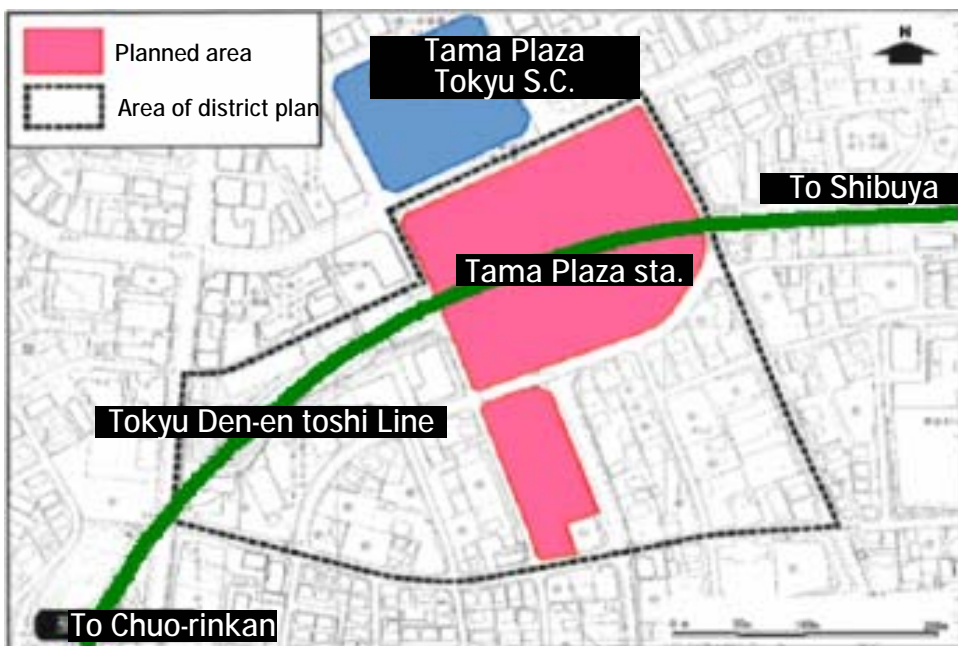 Planned area
Area of district plan
Tama Plaza
Tokyu S.C.
N
To Shibuya
Tama Plaza sta.
Tokyu Den-en toshi Line
To Chuo-rinkan